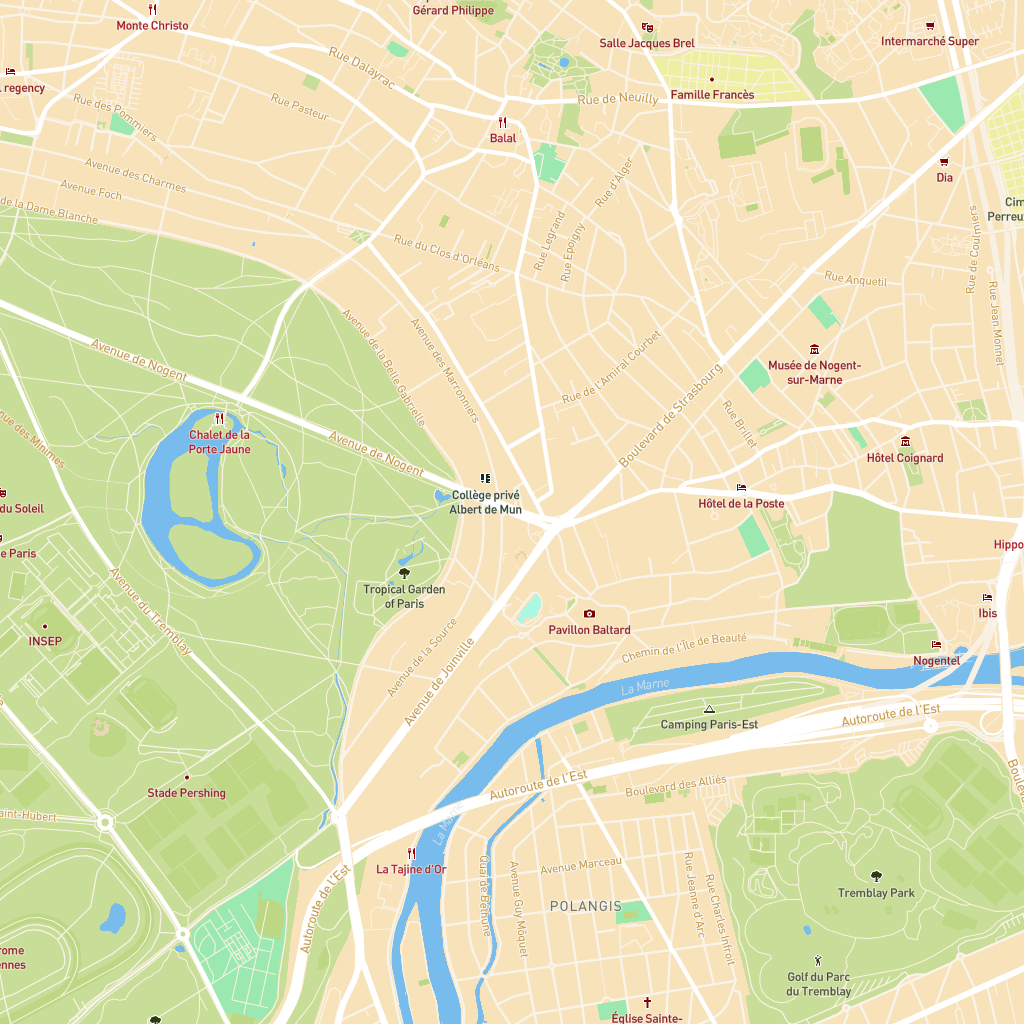 Gérard Philippe
Monte Christo
Salle Jacques Brel
Intermarché Super
Rue Dalayrac
regency
Rue de Neuilly
Famille Francès
Rue des Pommiers
Rue Pasteur
Balal
Avenue des Charmes
Dia
Avenue Foch
Rue d'Alger
de la Dame Blanche
Rue Legrand
Rue Epoigny
Rue du Clos d'Orléans
Rue de Coulmiers
Rue Anquetil
Rue Jean Monnet
Avenue de la Belle Gabrielle
Avenue des Marronniers
Avenue de Nogent
Rue de l'Amiral Courbet
Musée de Nogent-
sur-Marne
Boulevard de Strasbourg
Rue Brillet
Chalet de la
Porte Jaune
Avenue de Nogent
des Minimes
Hôtel Coignard
Collège privé
Albert de Mun
Hôtel de la Poste
du Soleil
Paris
Avenue du Tremblay
Tropical Garden
of Paris
Ibis
INSEP
Pavillon Baltard
Avenue de la Source
Chemin de l'Île de Beauté
Nogentel
Avenue de Joinville
La Marne
Camping Paris-Est
Autoroute de l'Est
Stade Pershing
Autoroute de l'Est
Boulevard des Alliés
La Marne
La Tajine d'Or
Avenue Marceau
Quai de Béthune
Avenue Guy Môquet
Rue Jeanne d'Arc
Rue Charles Infroit
Tremblay Park
Autoroute de l'Est
POLANGIS
Golf du Parc
du Tremblay
Église Sainte-